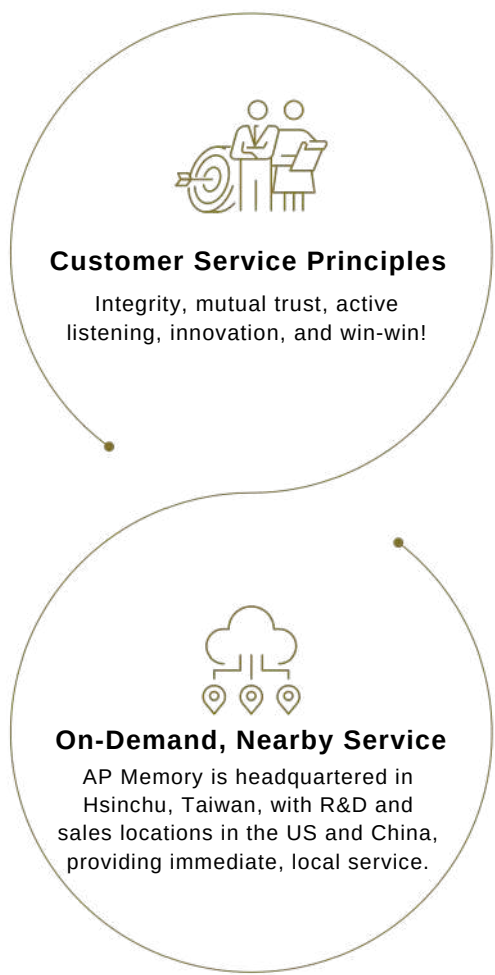 Customer Service Principles
Integrity, mutual trust, active
listening, innovation, and win-win!
On-Demand, Nearby Service
AP Memory is headquartered in
Hsinchu, Taiwan, with R&D and
sales locations in the US and China,
providing immediate, local service.